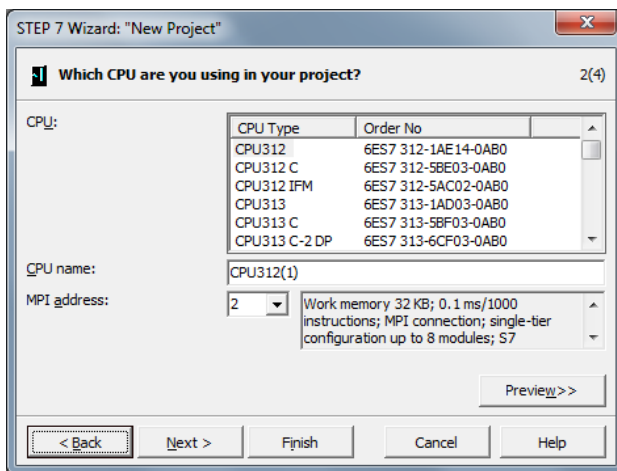 STEP 7 Wizard: "New Project"
Which CPU are you using in your project? 2(4)
CPU:
CPU Type Order No
CPU312 6ES7 312-1AE14-0AB0
CPU312 C 6ES7 312-5BE03-0AB0
CPU312 IFM 6ES7 312-5AC02-0AB0
CPU313 6ES7 313-1AD03-0AB0
CPU313 C 6ES7 313-5BF03-0AB0
CPU313 C-2 DP 6ES7 313-6CF03-0AB0
CPU name: CPU312(1)
MPI address: 2
Work memory 32 KB; 0.1 ms/1000
instructions; MPI connection; single-tier
configuration up to 8 modules; S7
Preview>>
< Back Next > Finish Cancel Help